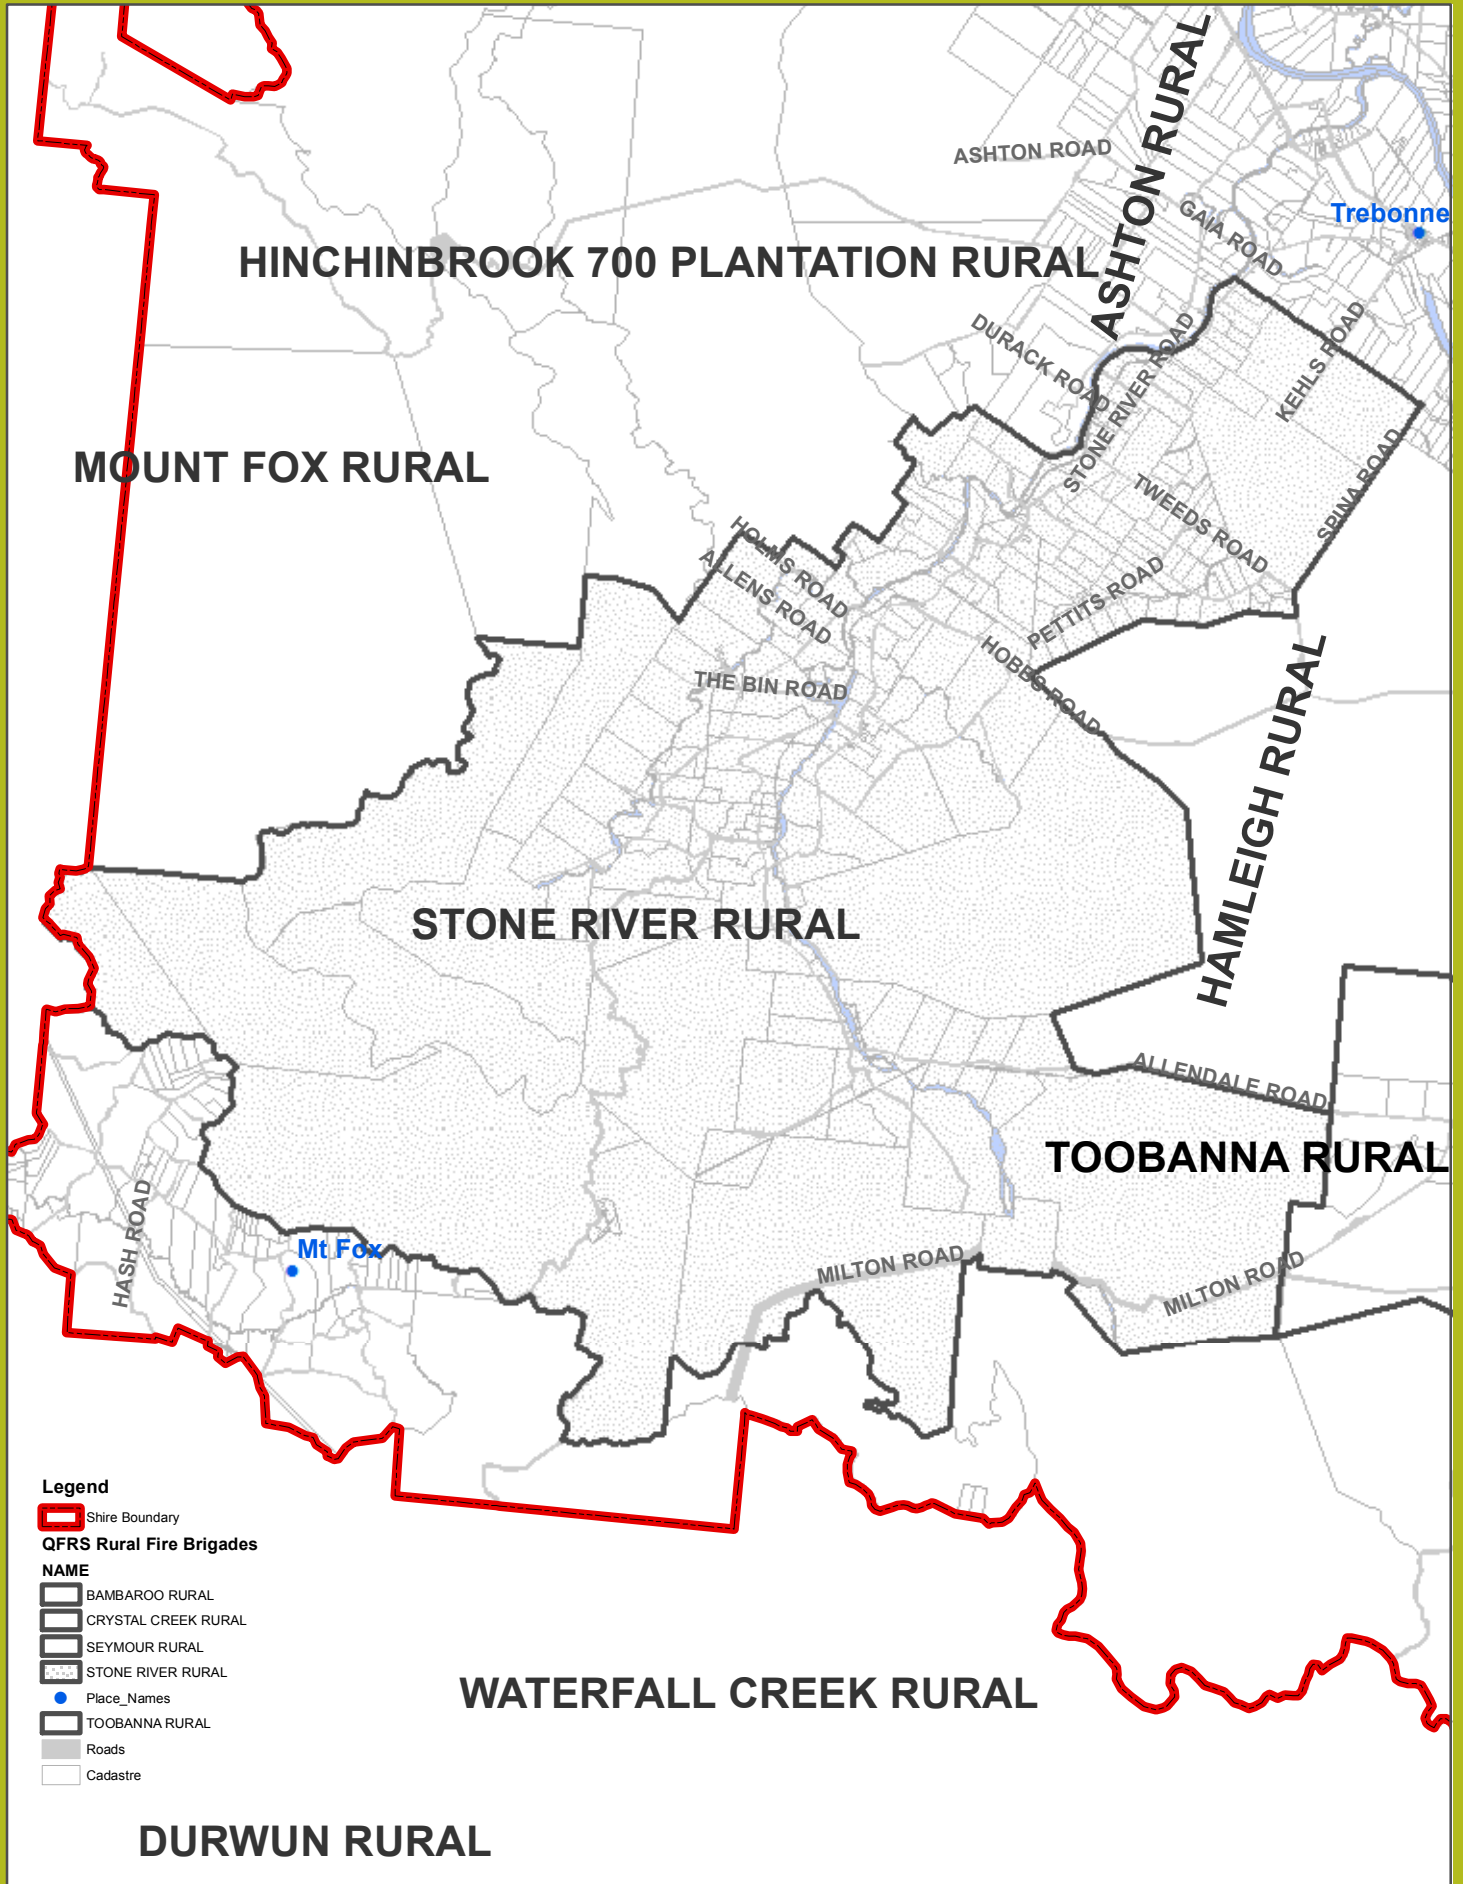 ASHTON RURAL
ASHTON ROAD
GAIA ROAD
Trebonne
HINCHINBROOK 700 PLANTATION RURAL
DURACK ROAD
STONE RIVER ROAD
KEHLS ROAD
MOUNT FOX RURAL
TWEEDS ROAD
SPINA ROAD
HOLMS ROAD
ALLENS ROAD
PETTITS ROAD
HOBBS ROAD
THE BIN ROAD
HAMLEIGH RURAL
STONE RIVER RURAL
ALLENDALE ROAD
TOOBANNA RURAL
HASH ROAD
Mt Fox
MILTON ROAD
MILTON ROAD
Legend
Shire Boundary
QFRS Rural Fire Brigades
NAME
BAMBAROO RURAL
CRYSTAL CREEK RURAL
SEYMOUR RURAL
STONE RIVER RURAL
Place_Names
TOOBANNA RURAL
Roads
Cadastre
WATERFALL CREEK RURAL
DURWUN RURAL